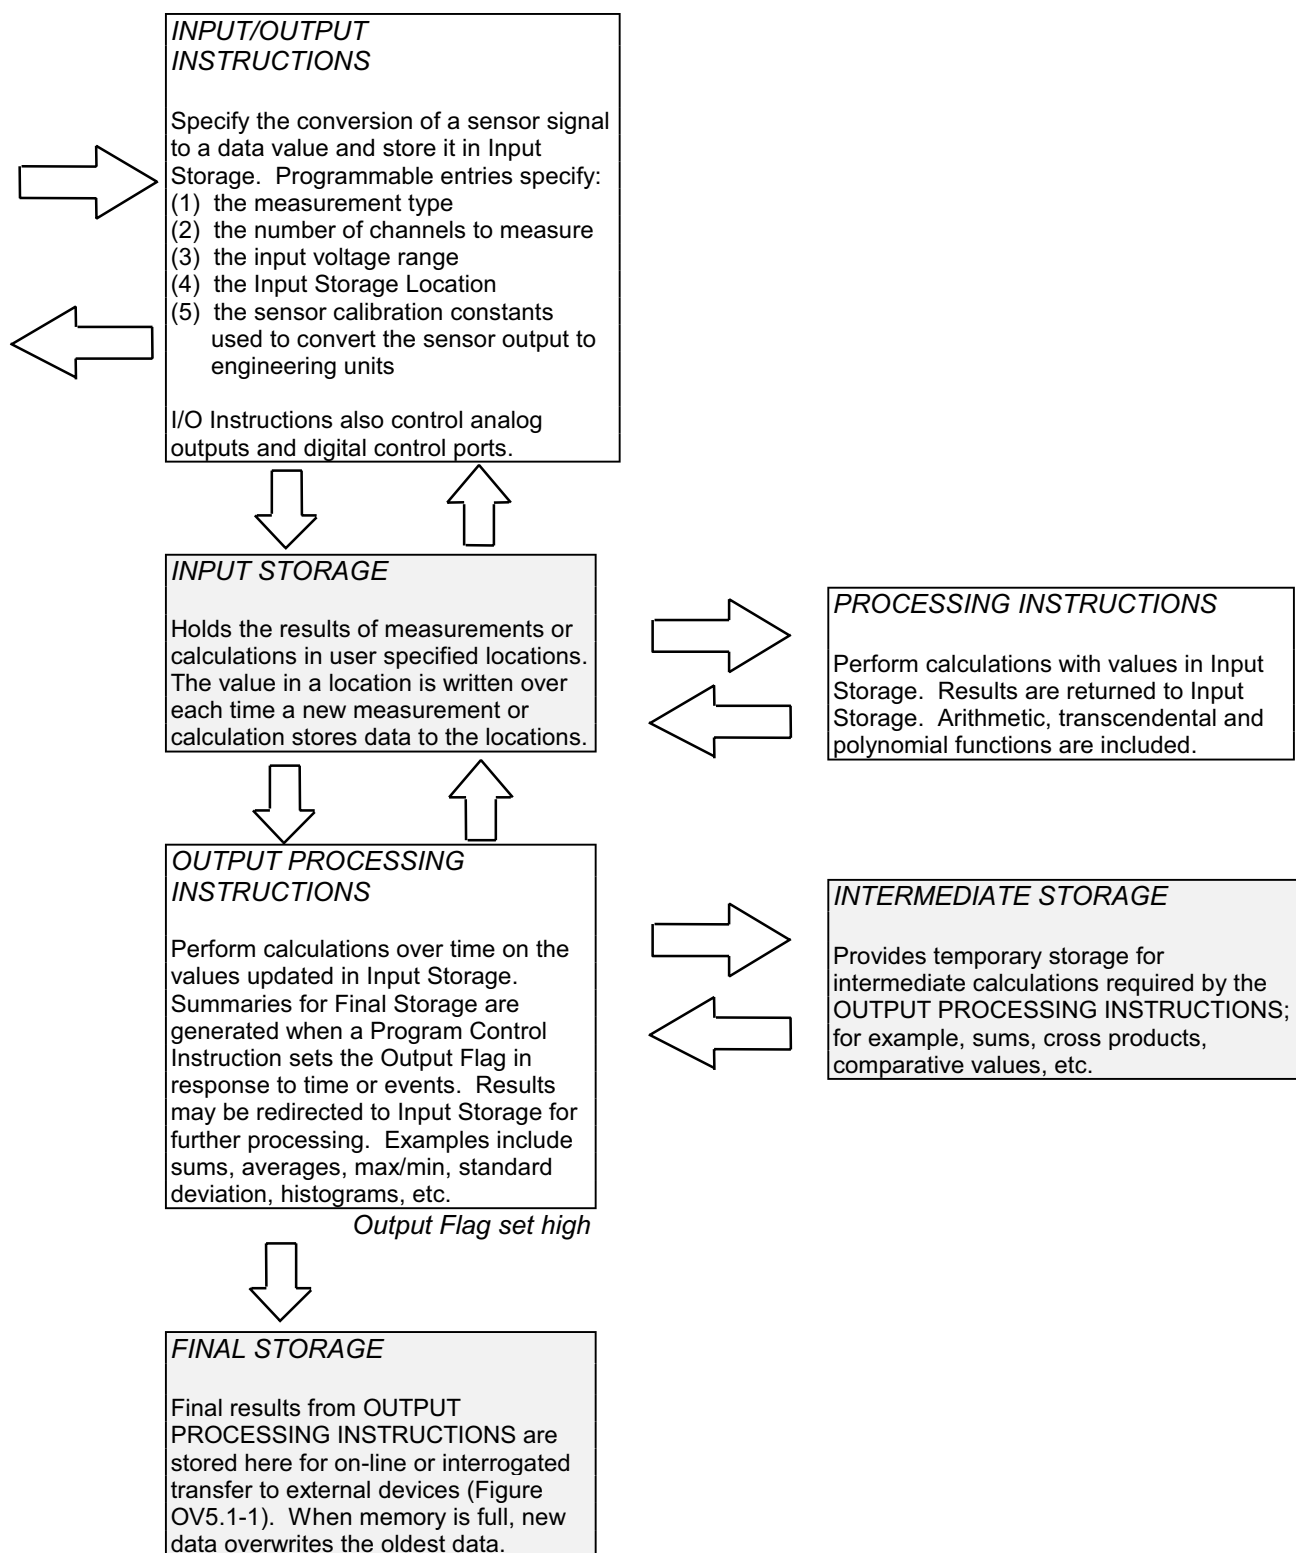 INPUT/OUTPUT
INSTRUCTIONS
Specify the conversion of a sensor signal
to a data value and store it in Input
Storage.  Programmable entries specify:
(1)  the measurement type
(2)  the number of channels to measure
(3)  the input voltage range
(4)  the Input Storage Location
(5)  the sensor calibration constants
used to convert the sensor output to
engineering units
I/O Instructions also control analog
outputs and digital control ports.
INPUT STORAGE
Holds the results of measurements or
calculations in user specified locations.
The value in a location is written over
each time a new measurement or
calculation stores data to the locations.
PROCESSING INSTRUCTIONS
Perform calculations with values in Input
Storage.  Results are returned to Input
Storage.  Arithmetic, transcendental and
polynomial functions are included.
OUTPUT PROCESSING
INSTRUCTIONS
Perform calculations over time on the
values updated in Input Storage.
Summaries for Final Storage are
generated when a Program Control
Instruction sets the Output Flag in
response to time or events.  Results
may be redirected to Input Storage for
further processing.  Examples include
sums, averages, max/min, standard
deviation, histograms, etc.
INTERMEDIATE STORAGE
Provides temporary storage for
intermediate calculations required by the
OUTPUT PROCESSING INSTRUCTIONS;
for example, sums, cross products,
comparative values, etc.
Output Flag set high
FINAL STORAGE
Final results from OUTPUT
PROCESSING INSTRUCTIONS are
stored here for on-line or interrogated
transfer to external devices (Figure
OV5.1-1).  When memory is full, new
data overwrites the oldest data.